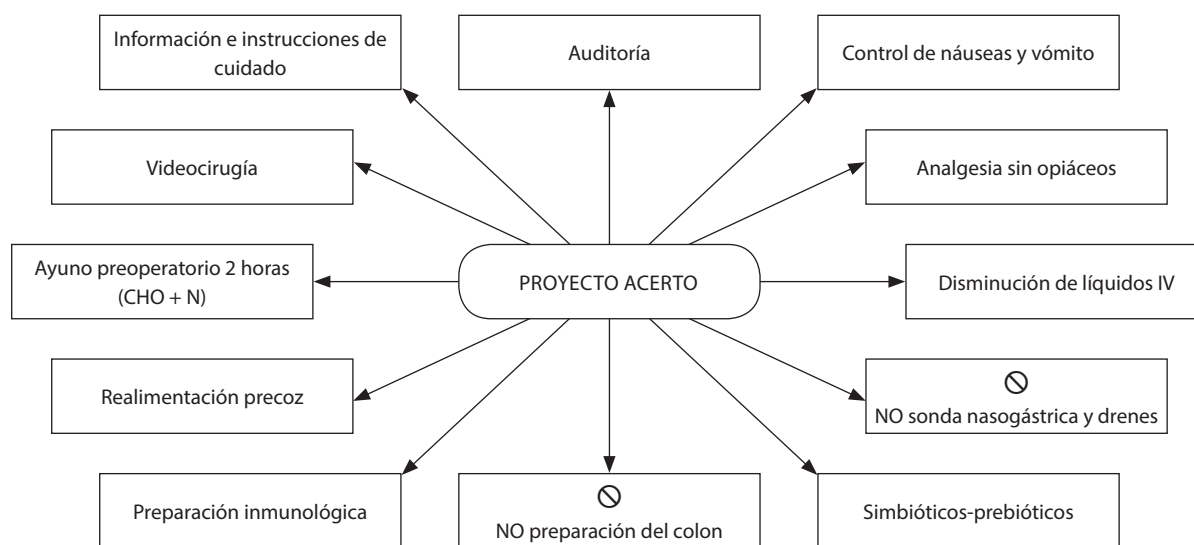 Información e instrucciones de
cuidado
Auditoría
Control de náuseas y vómito
Videocirugía
Analgesia sin opiáceos
Ayuno preoperatorio 2 horas
(CHO + N)
PROYECTO ACERTO
Disminución de líquidos IV
Realimentación precoz
NO sonda nasogástrica y drenes
Preparación inmunológica
NO preparación del colon
Simbióticos-prebióticos